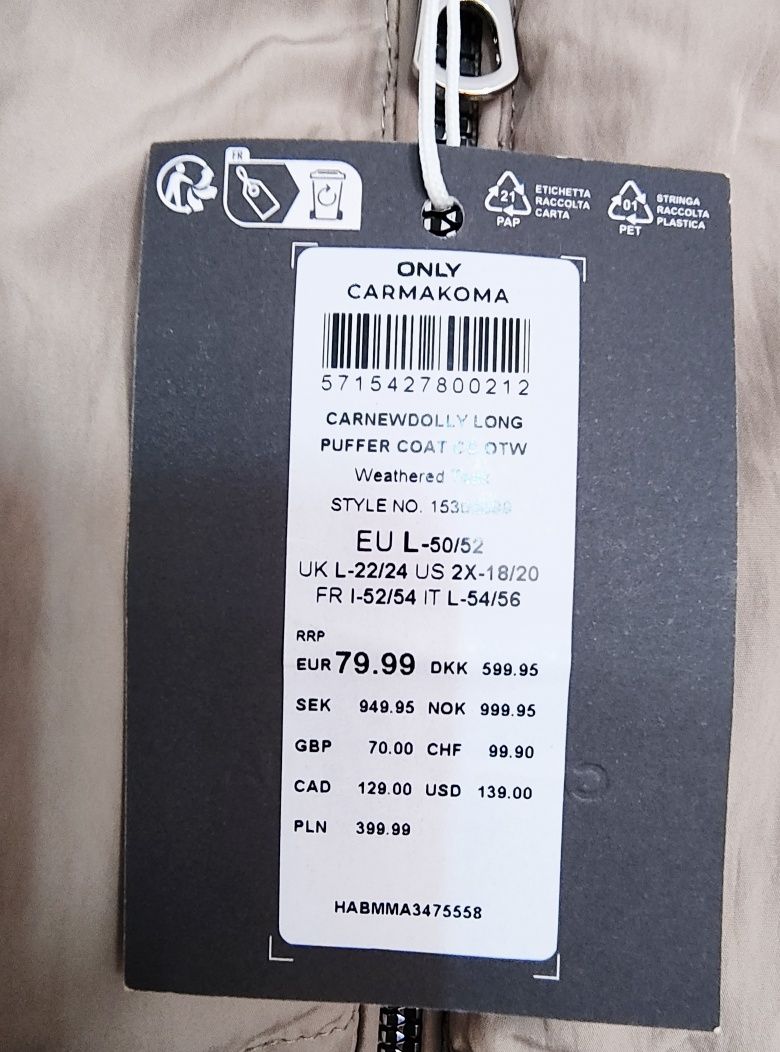 FR
21
PAP
ETICHETTA
RACCOLTA
CARTA
01
PET
STRINGA
RACCOLTA
PLASTICA
ONLY
CARMAKOMA
5715427800212
CARNEWDOLLY LONG
PUFFER COAT OTW
Weathered
STYLE NO.
EU L-50/52
UK L-22/24 US 2X-18/20
FR I-52/54 IT L-54/56
RRP
EUR 79.99 DKK 599.95
SEK 949.95 NOK 999.95
GBP 70.00 CHF 99.90
CAD 129.00 USD 139.00
PLN 399.99
HABMMA3475558